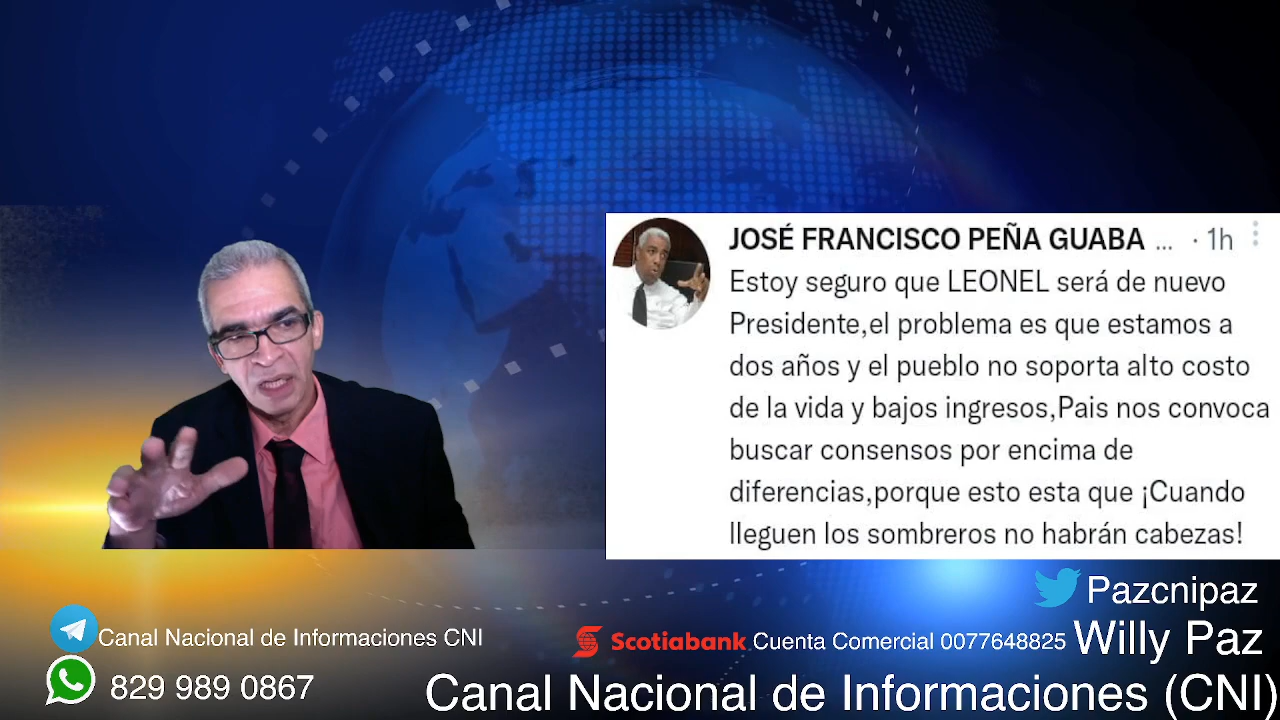 JOSÉ FRANCISCO PEÑA GUABA ... · 1h
Estoy seguro que LEONEL será de nuevo
Presidente,el problema es que estamos a
dos años y el pueblo no soporta alto costo
de la vida y bajos ingresos,Pais nos convoca
buscar consensos por encima de
diferencias,porque esto esta que ¡Cuando
lleguen los sombreros no habrán cabezas!
Pazcnipaz
Canal Nacional de Informaciones CNI
Scotiabank Cuenta Comercial 0077648825 Willy Paz
829 989 0867
Canal Nacional de Informaciones (CNI)